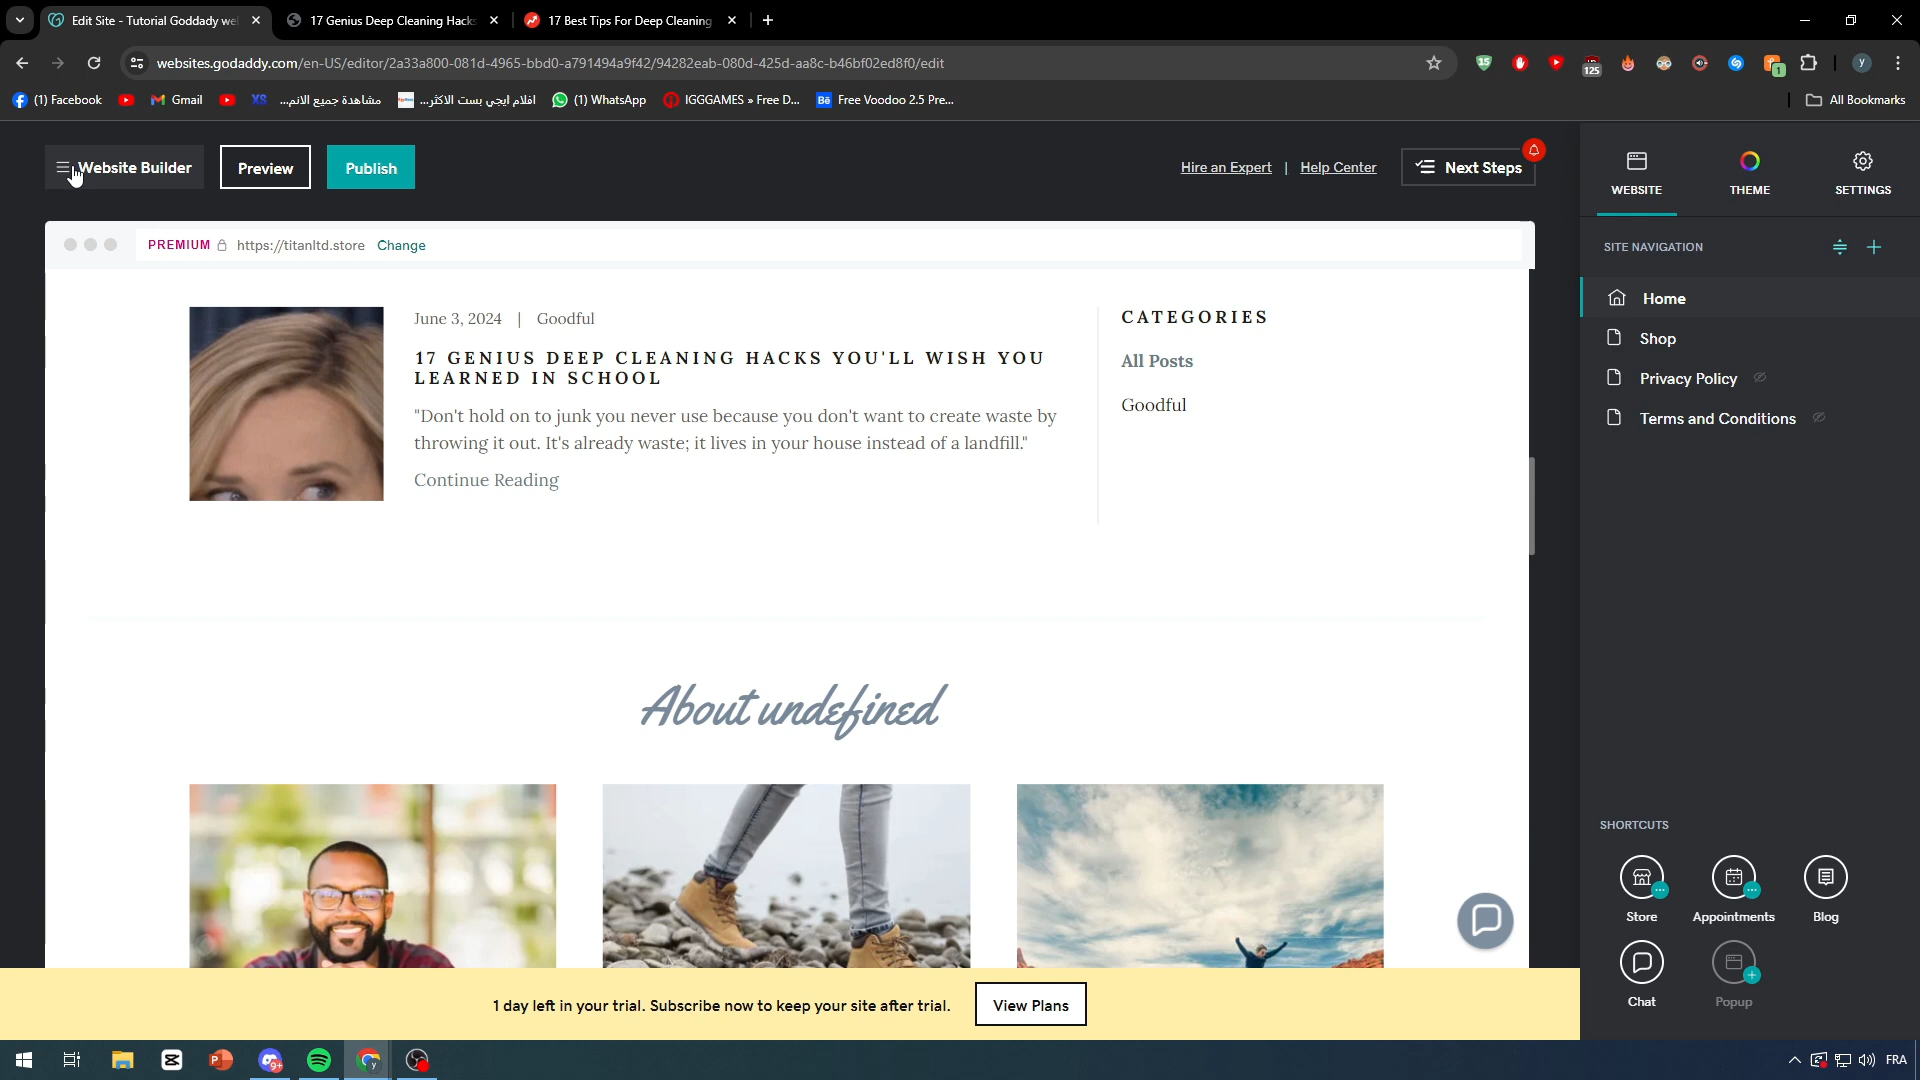 Edit Site - Tutorial Goddady we
17 Genius Deep Cleaning Hacks
17 Best Tips For Deep Cleaning
websites.godaddy.com/en-US/editor/2a33a800-081d-4965-bbd0-a791494a9f42/94282eab-080d-425d-aa8c-b46bf02ed8f0/edit
15
125
1
y
(1) Facebook
Gmail
XS
مشاهدة جميع الانم...
افلام ايجي بست الاكثر...
(1) WhatsApp
IGGGAMES » Free D...
Bē
Free Voodoo 2.5 Pre...
All Bookmarks
Website Builder
Preview
Publish
Hire an Expert | Help Center
Next Steps
WEBSITE
THEME
SETTINGS
PREMIUM
https://titanltd.store
Change
SITE NAVIGATION
Home
Shop
Privacy Policy
Terms and Conditions
June 3, 2024 | Goodful
17 GENIUS DEEP CLEANING HACKS YOU'LL WISH YOU
LEARNED IN SCHOOL
"Don't hold on to junk you never use because you don't want to create waste by
throwing it out. It's already waste; it lives in your house instead of a landfill."
Continue Reading
CATEGORIES
All Posts
Goodful
About undefined
SHORTCUTS
Store
Appointments
Blog
Chat
Popup
1 day left in your trial. Subscribe now to keep your site after trial.
View Plans
9+
y
FRA